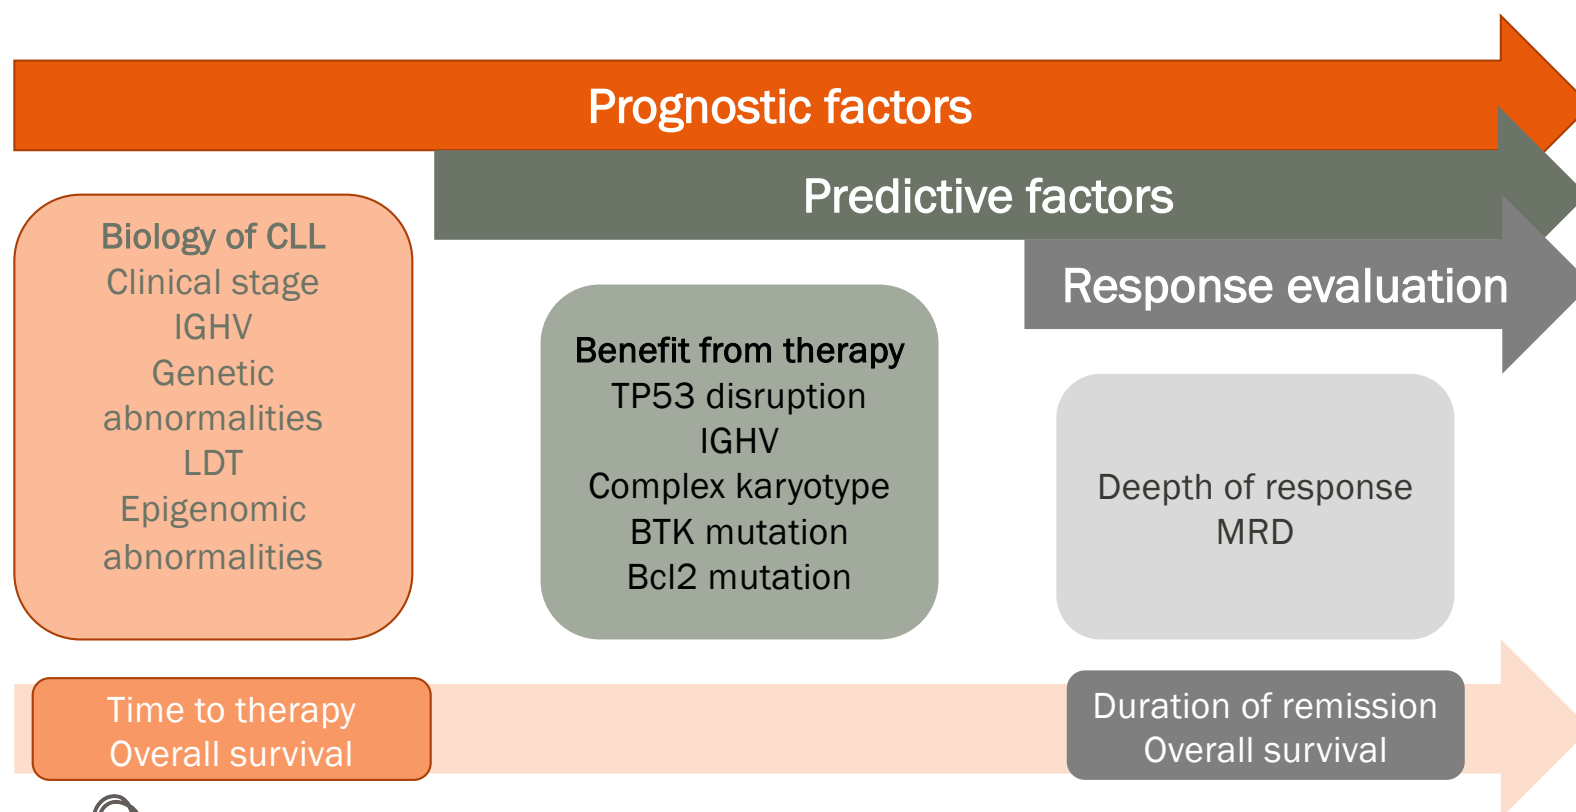 Prognostic factors
Predictive factors
Response evaluation
Biology of CLL
Clinical stage
IGHV
Genetic
abnormalities
LDT
Epigenomic
abnormalities
Benefit from therapy
TP53 disruption
IGHV
Complex karyotype
BTK mutation
Bcl2 mutation
Deepth of response
MRD
Time to therapy
Overall survival
Duration of remission
Overall survival